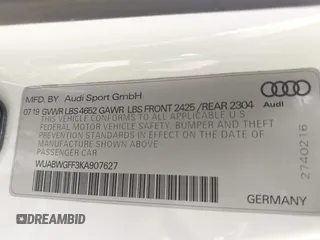 MFD. BY Audi Sport GmbH
07-19 GVWR LBS 4652 GAWR LBS FRONT 2425 / REAR 2304
THIS VEHICLE CONFORMS TO ALL APPLICABLE
FEDERAL MOTOR VEHICLE SAFETY, BUMPER, AND
THEFT PREVENTION STANDARDS IN EFFECT ON THE
DATE OF MANUFACTURE SHOWN ABOVE.
PASSENGER CAR
WUABWGFF3KA907627
Audi
2740216
GERMANY
DREAMBID